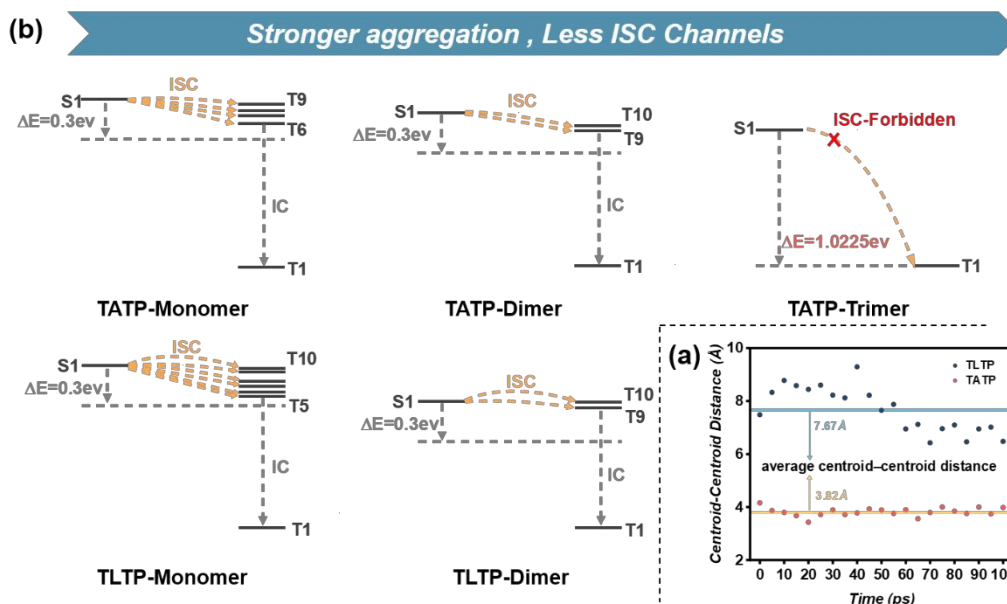 (b)
Stronger aggregation , Less ISC Channels
S1
ISC
T9
T6
ΔE=0.3ev
IC
T1
TATP-Monomer
S1
ISC
T10
T9
ΔE=0.3ev
IC
T1
TATP-Dimer
S1
ISC-Forbidden
ΔE=1.0225ev
T1
TATP-Trimer
S1
ISC
T10
T5
ΔE=0.3ev
IC
T1
TLTP-Monomer
S1
ISC
T10
T9
ΔE=0.3ev
IC
T1
TLTP-Dimer
(a)
Centroid-Centroid Distance (Å)
10
8
6
4
2
TLTP
TATP
7.67Å
average centroid–centroid distance
3.82Å
0 10 20 30 40 50 60 70 80 90 100
Time (ps)